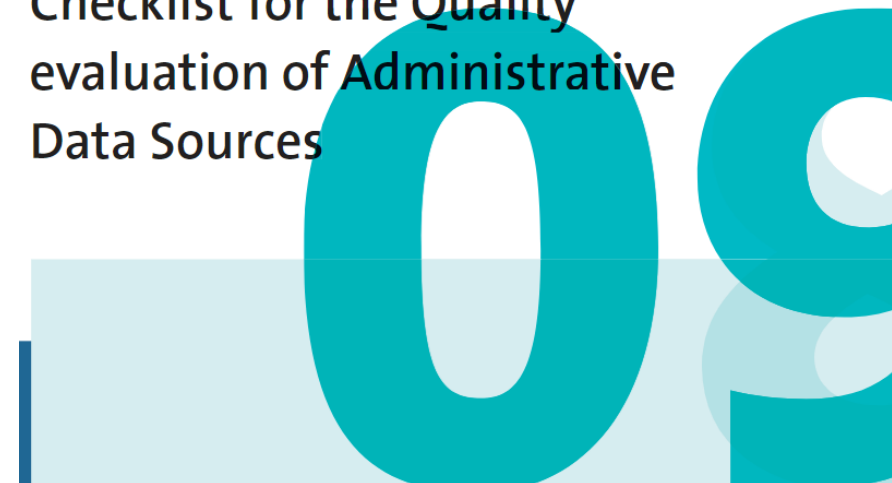 Checklist for the Quality
evaluation of Administrative
Data Sources
09